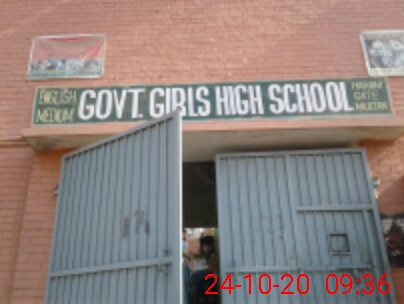 ENGLISH
MEDIUM
GOVT. GIRLS HIGH SCHOOL
HARAM
GATE
MULTAN
24-10-20 09:36